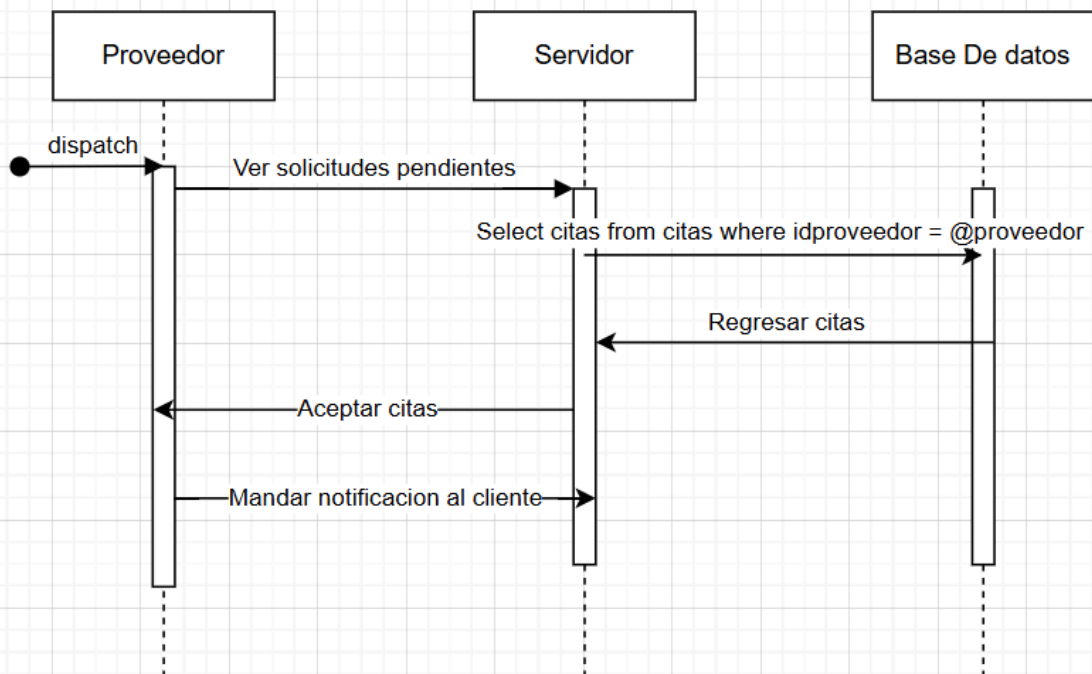 Proveedor
Servidor
Base De datos
dispatch
Ver solicitudes pendientes
Select citas from citas where idproveedor = @proveedor
Regresar citas
Aceptar citas
Mandar notificacion al cliente